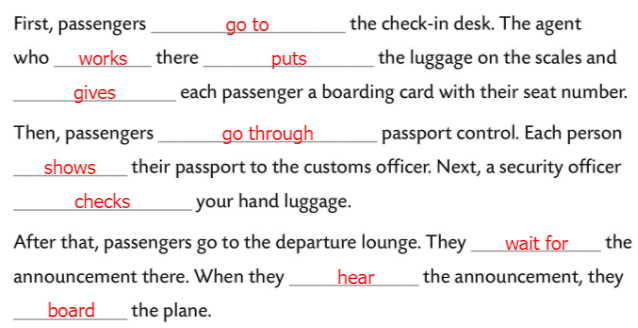 First, passengers go to the check-in desk. The agent
who works there puts the luggage on the scales and
gives each passenger a boarding card with their seat number.
Then, passengers go through passport control. Each person
shows their passport to the customs officer. Next, a security officer
checks your hand luggage.
After that, passengers go to the departure lounge. They wait for the
announcement there. When they hear the announcement, they
board the plane.